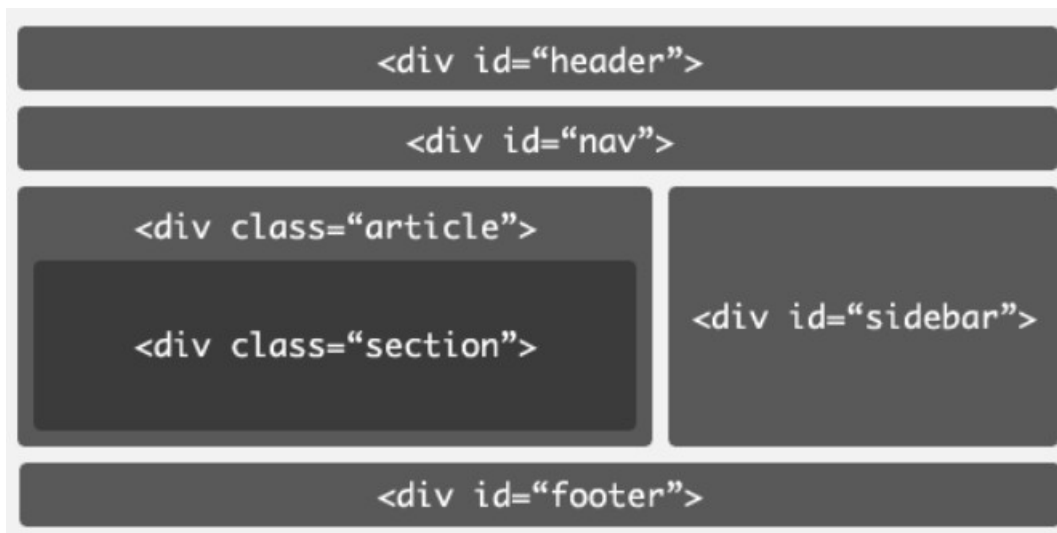 <div id=“header”>
<div id=“nav”>
<div class=“article”>
<div class=“section”>
<div id=“sidebar”>
<div id=“footer”>